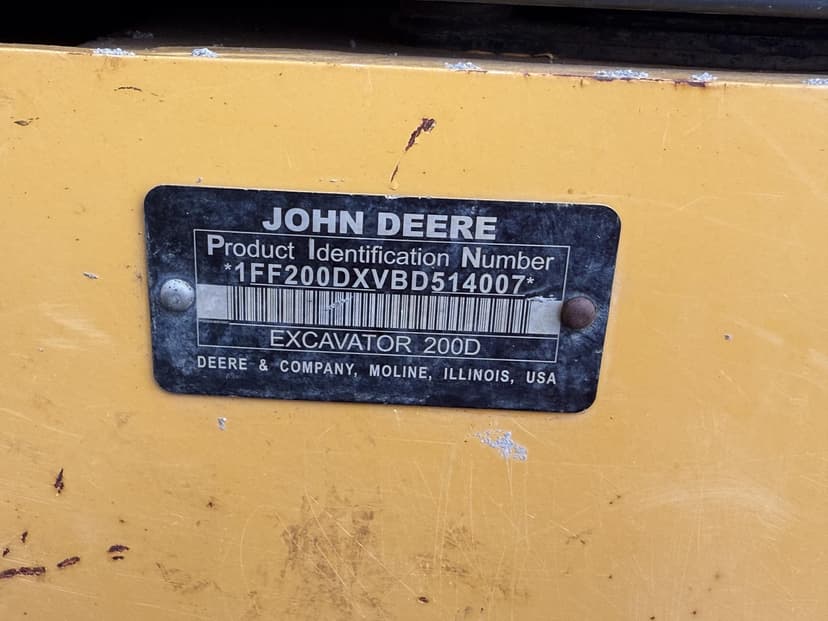 JOHN DEERE
Product Identification Number
*1FF200DXVBD514007*
EXCAVATOR 200D
DEERE & COMPANY, MOLINE, ILLINOIS, USA